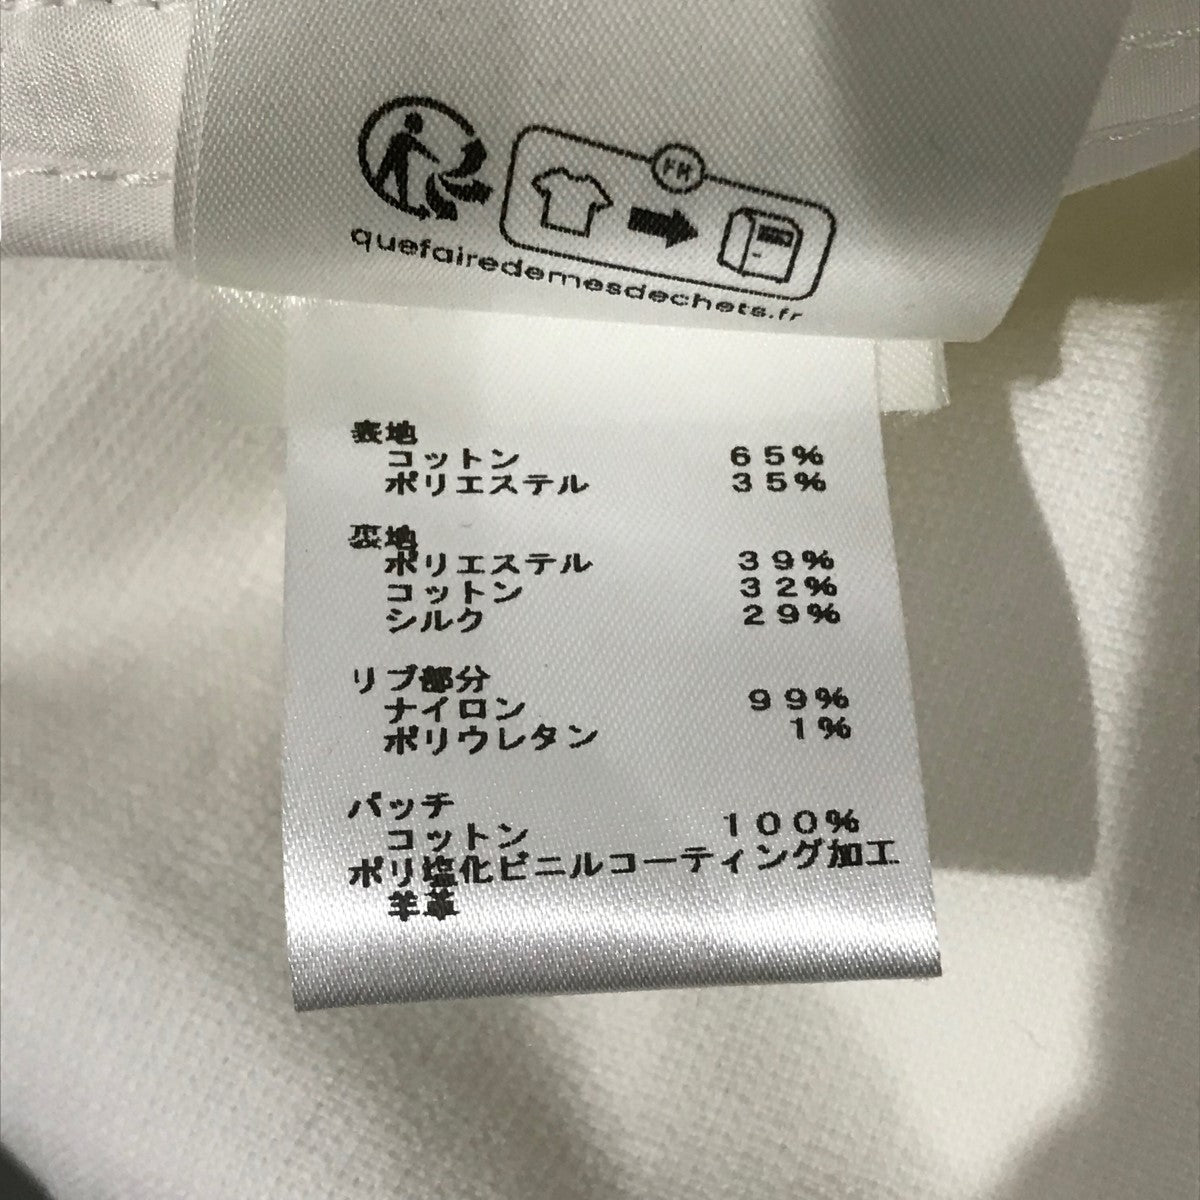 FR
quefairedemesdechets.fr
表地
コットン 65%
ポリエステル 35%
裏地
ポリエステル 39%
コットン 32%
シルク 29%
リブ部分
ナイロン 99%
ポリウレタン 1%
パッチ
コットン 100%
ポリ塩化ビニルコーティング加工
羊革